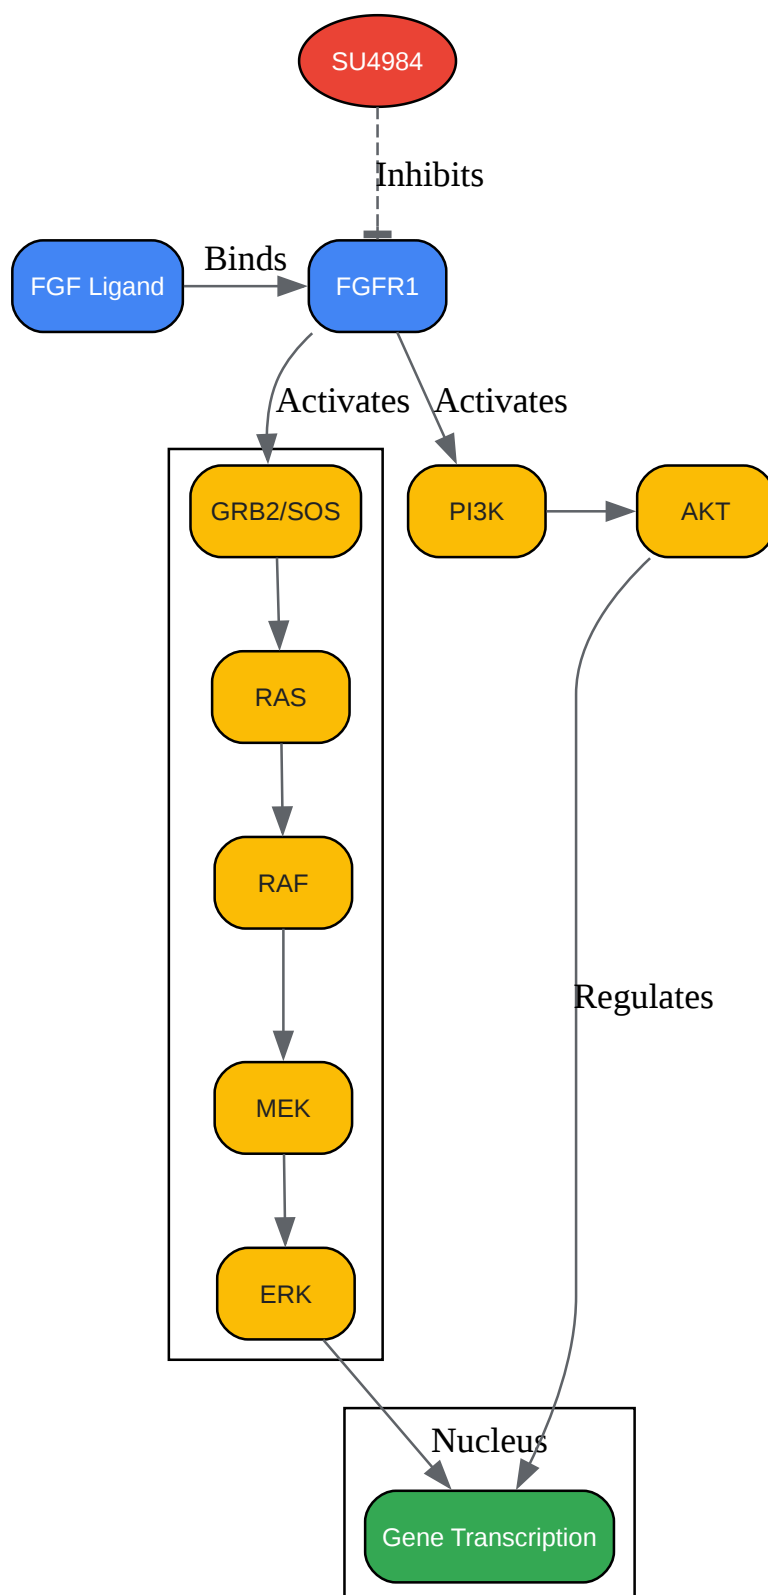 SU4984
Inhibits
Binds
FGF Ligand
FGFR1
Activates
Activates
GRB2/SOS
PI3K
AKT
RAS
RAF
Regulates
MEK
ERK
Nucleus
Gene Transcription